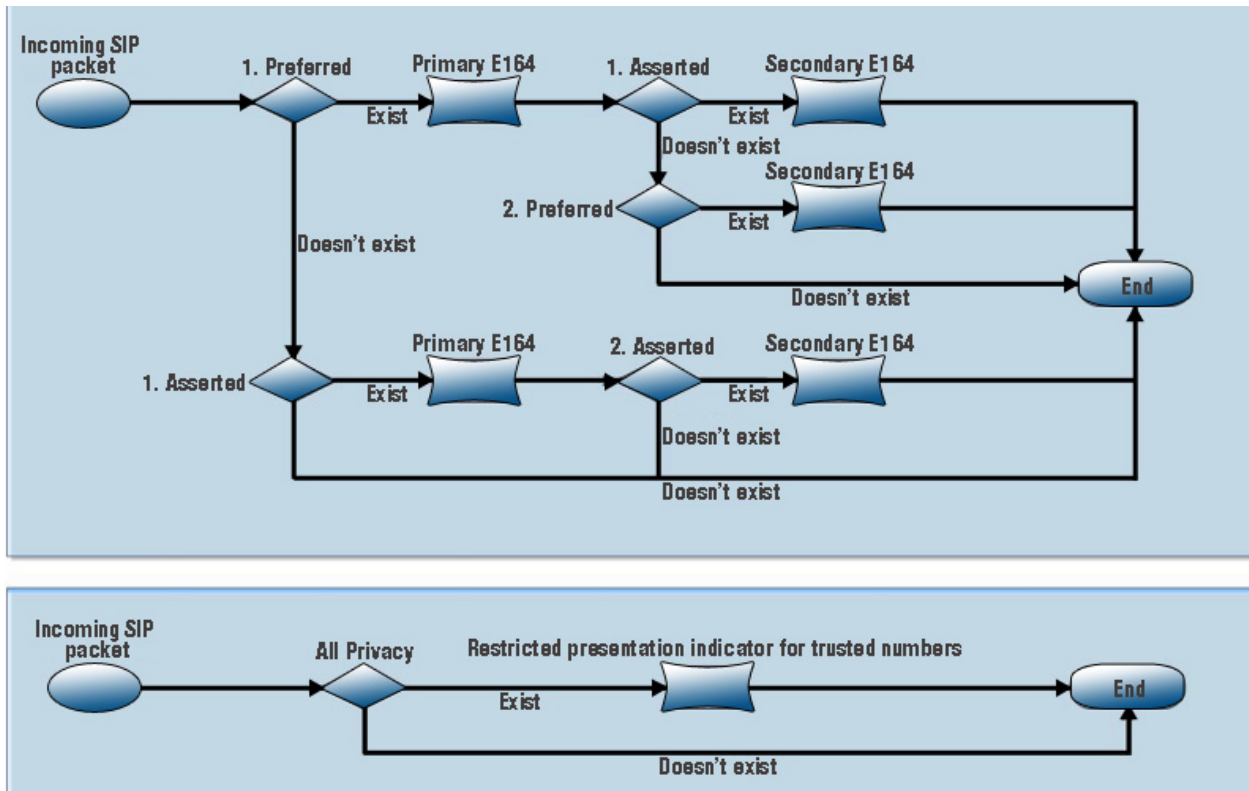 Incoming SIP
packet
1. Preferred
Exist
Primary E164
1. Asserted
Exist
Secondary E164
Doesn't exist
2. Preferred
Exist
Secondary E164
Doesn't exist
Doesn't exist
End
1. Asserted
Exist
Primary E164
2. Asserted
Exist
Secondary E164
Doesn't exist
Doesn't exist
Incoming SIP
packet
All Privacy
Exist
Restricted presentation indicator for trusted numbers
End
Doesn't exist